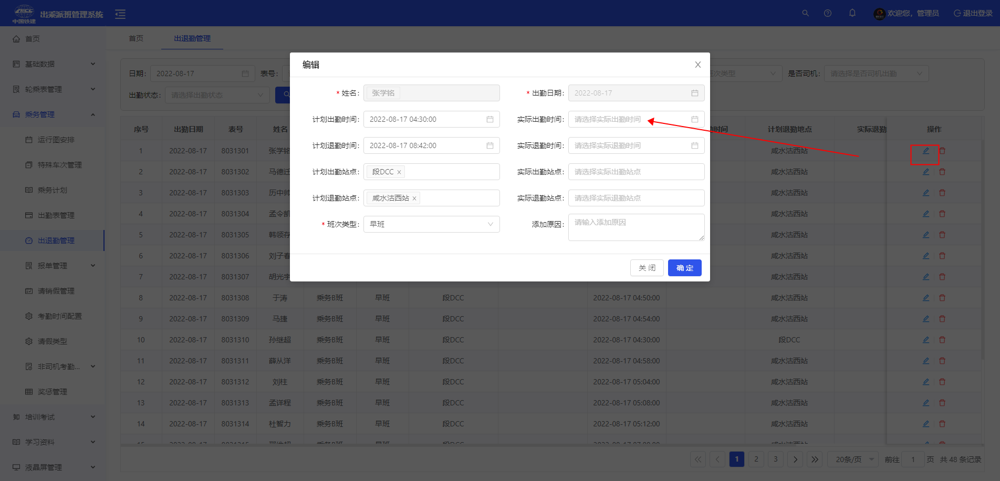 CRCC
中国铁建
出乘派班管理系统
欢迎您，管理员
退出登录
首页
基础数据
轮乘表管理
乘务管理
运行图安排
特殊车次管理
乘务计划
出勤表管理
出退勤管理
报单管理
请销假管理
考勤时间配置
请假类型
非司机考勤...
奖惩管理
培训考试
学习资料
液晶屏管理
首页 出退勤管理
日期： 2022-08-17 表号： 次类型 是否司机： 请选择是否司机出勤
出勤状态： 请选择出勤状态
编辑
* 姓名： 张学铭 * 出勤日期： 2022-08-17
计划出勤时间： 2022-08-17 04:30:00 实际出勤时间： 请选择实际出勤时间
计划退勤时间： 2022-08-17 08:42:00 实际退勤时间： 请选择实际退勤时间
计划出勤站点： 段DCC × 实际出勤站点： 请选择实际出勤站点
计划退勤站点： 咸水沽西站 × 实际退勤站点： 请选择实际退勤站点
* 班次类型： 早班 添加原因： 请输入添加原因
关 闭 确 定
序号 出勤日期 表号 姓名 时间 计划退勤地点 实际退勤 操作
1 2022-08-17 8031301 张学铭 咸水沽西站
2 2022-08-17 8031302 马德迁 咸水沽西站
3 2022-08-17 8031303 历中帅 咸水沽西站
4 2022-08-17 8031304 孟令凯 咸水沽西站
5 2022-08-17 8031305 韩领存 咸水沽西站
6 2022-08-17 8031306 刘子春 咸水沽西站
7 2022-08-17 8031307 胡光宇 咸水沽西站
8 2022-08-17 8031308 于涛 乘务B班 早班 段DCC 2022-08-17 04:50:00 咸水沽西站
9 2022-08-17 8031309 马捷 乘务B班 早班 段DCC 2022-08-17 04:54:00 咸水沽西站
10 2022-08-17 8031310 孙继超 乘务B班 早班 段DCC 2022-08-17 04:30:00 段DCC
11 2022-08-17 8031311 薛从洋 乘务B班 早班 段DCC 2022-08-17 04:58:00 咸水沽西站
12 2022-08-17 8031312 刘柱 乘务B班 早班 段DCC 2022-08-17 05:04:00 咸水沽西站
13 2022-08-17 8031313 孟详程 乘务B班 早班 段DCC 2022-08-17 05:08:00 咸水沽西站
14 2022-08-17 8031314 杜智力 乘务B班 早班 段DCC 2022-08-17 05:12:00 咸水沽西站
1 2 3 20条/页 前往 1 页 共 48 条记录